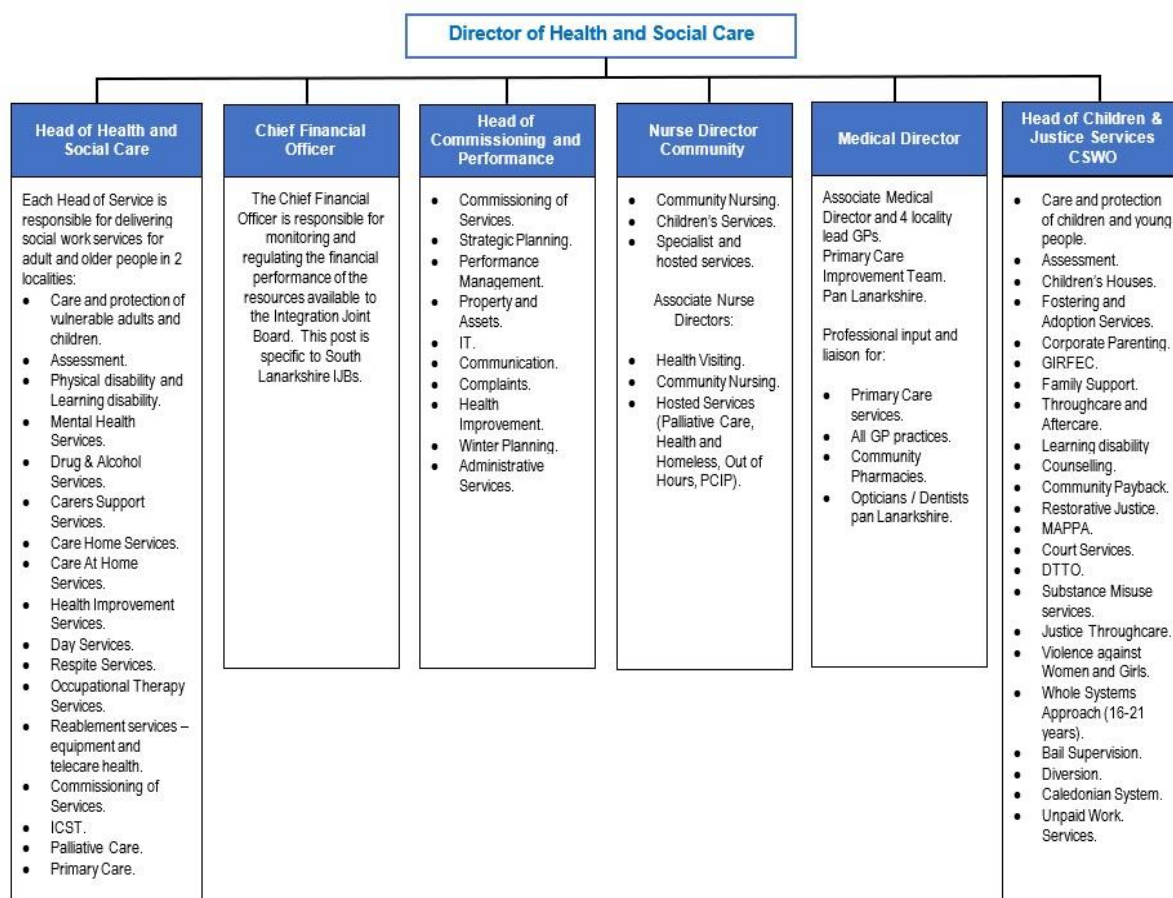 Director of Health and Social Care
Head of Health and
Social Care
Each Head of Service is
responsible for delivering
social work services for
adult and older people in 2
localities:
● Care and protection of
vulnerable adults and
children.
● Assessment.
● Physical disability and
Learning disability.
● Mental Health
Services.
● Drug & Alcohol
Services.
● Carers Support
Services.
● Care Home Services.
● Care At Home
Services.
● Health Improvement
Services.
● Day Services.
● Respite Services.
● Occupational Therapy
Services.
● Reablement services –
equipment and
telecare health.
● Commissioning of
Services.
● ICST.
● Palliative Care.
● Primary Care.
Chief Financial
Officer
The Chief Financial
Officer is responsible for
monitoring and
regulating the financial
performance of the
resources available to
the Integration Joint
Board. This post is
specific to South
Lanarkshire IJBs.
Head of
Commissioning and
Performance
● Commissioning of
Services.
● Strategic Planning.
● Performance
Management.
● Property and
Assets.
● IT.
● Communication.
● Complaints.
● Health
Improvement.
● Winter Planning.
● Administrative
Services.
Nurse Director
Community
● Community Nursing.
● Children's Services.
● Specialist and
hosted services.
Associate Nurse
Directors:
● Health Visiting.
● Community Nursing.
● Hosted Services
(Palliative Care,
Health and
Homeless, Out of
Hours, PCIP).
Medical Director
Associate Medical
Director and 4 locality
lead GPs.
Primary Care
Improvement Team.
Pan Lanarkshire.
Professional input and
liaison for:
● Primary Care
services.
● All GP practices.
● Community
Pharmacies.
● Opticians / Dentists
pan Lanarkshire.
Head of Children &
Justice Services
CSWO
● Care and protection
of children and young
people.
● Assessment.
● Children's Houses.
● Fostering and
Adoption Services.
● Corporate Parenting.
● GIRFEC.
● Family Support.
● Throughcare and
Aftercare.
● Learning disability
● Counselling.
● Community Payback.
● Restorative Justice.
● MAPPA.
● Court Services.
● DTTO.
● Substance Misuse
services.
● Justice Throughcare.
● Violence against
Women and Girls.
● Whole Systems
Approach (16-21
years).
● Bail Supervision.
● Diversion.
● Caledonian System.
● Unpaid Work.
Services.